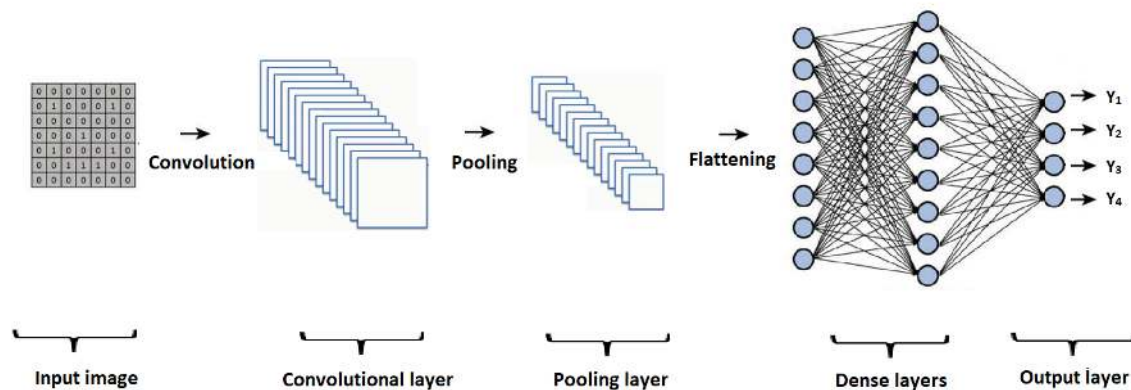 0 0 0 0 0 0 0
0 1 0 0 0 1 0
0 0 0 0 0 0 0
0 0 0 1 0 0 0
0 1 0 0 0 1 0
0 0 1 1 1 0 0
0 0 0 0 0 0 0
Convolution
Pooling
Flattening
Y₁
Y₂
Y₃
Y₄
Input image
Convolutional layer
Pooling layer
Dense layers
Output layer